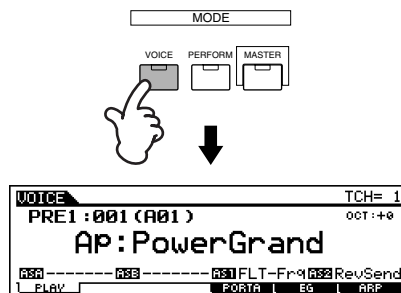 MODE
VOICE PERFORM MASTER
VOICE TCH= 1
PRE1:001(A01) OCT:+0
AP:PowerGrand
ASA------- ASB------- AS1 FLT-Frq AS2 RevSend
PLAY PORTA EG ARP